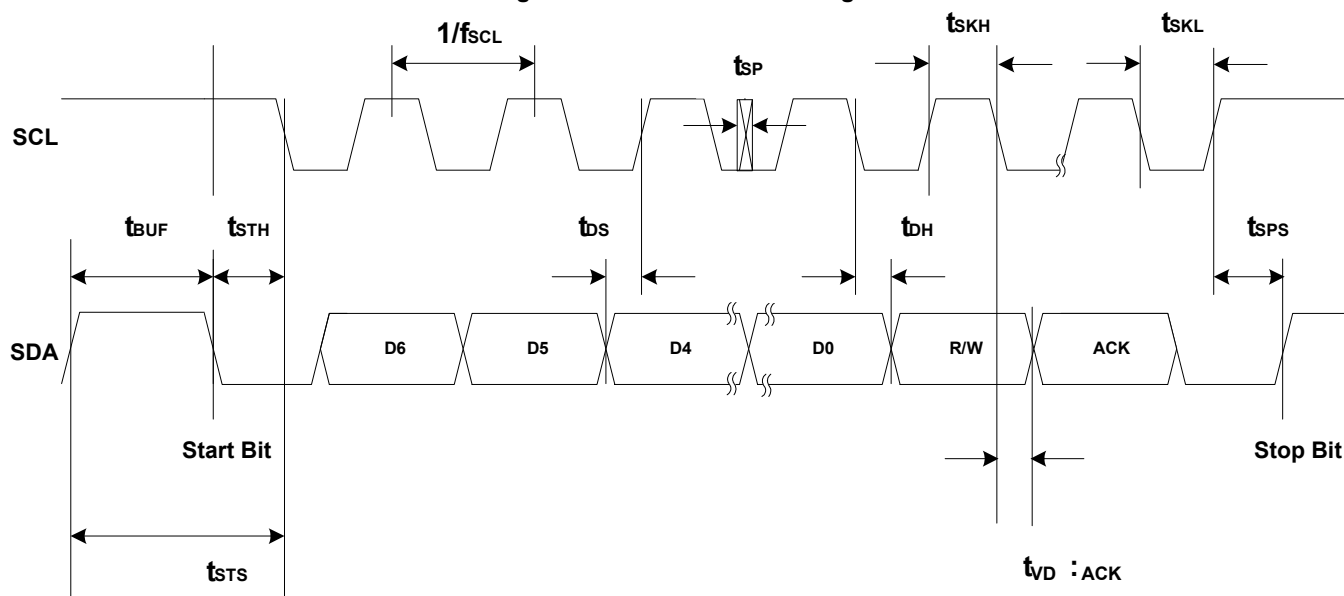 1/fSCL
tSKH
tSKL
tSP
SCL
tBUF
tSTH
tDS
tDH
tSPS
SDA
D6
D5
D4
D0
R/W
ACK
Start Bit
Stop Bit
tSTS
tVD :ACK